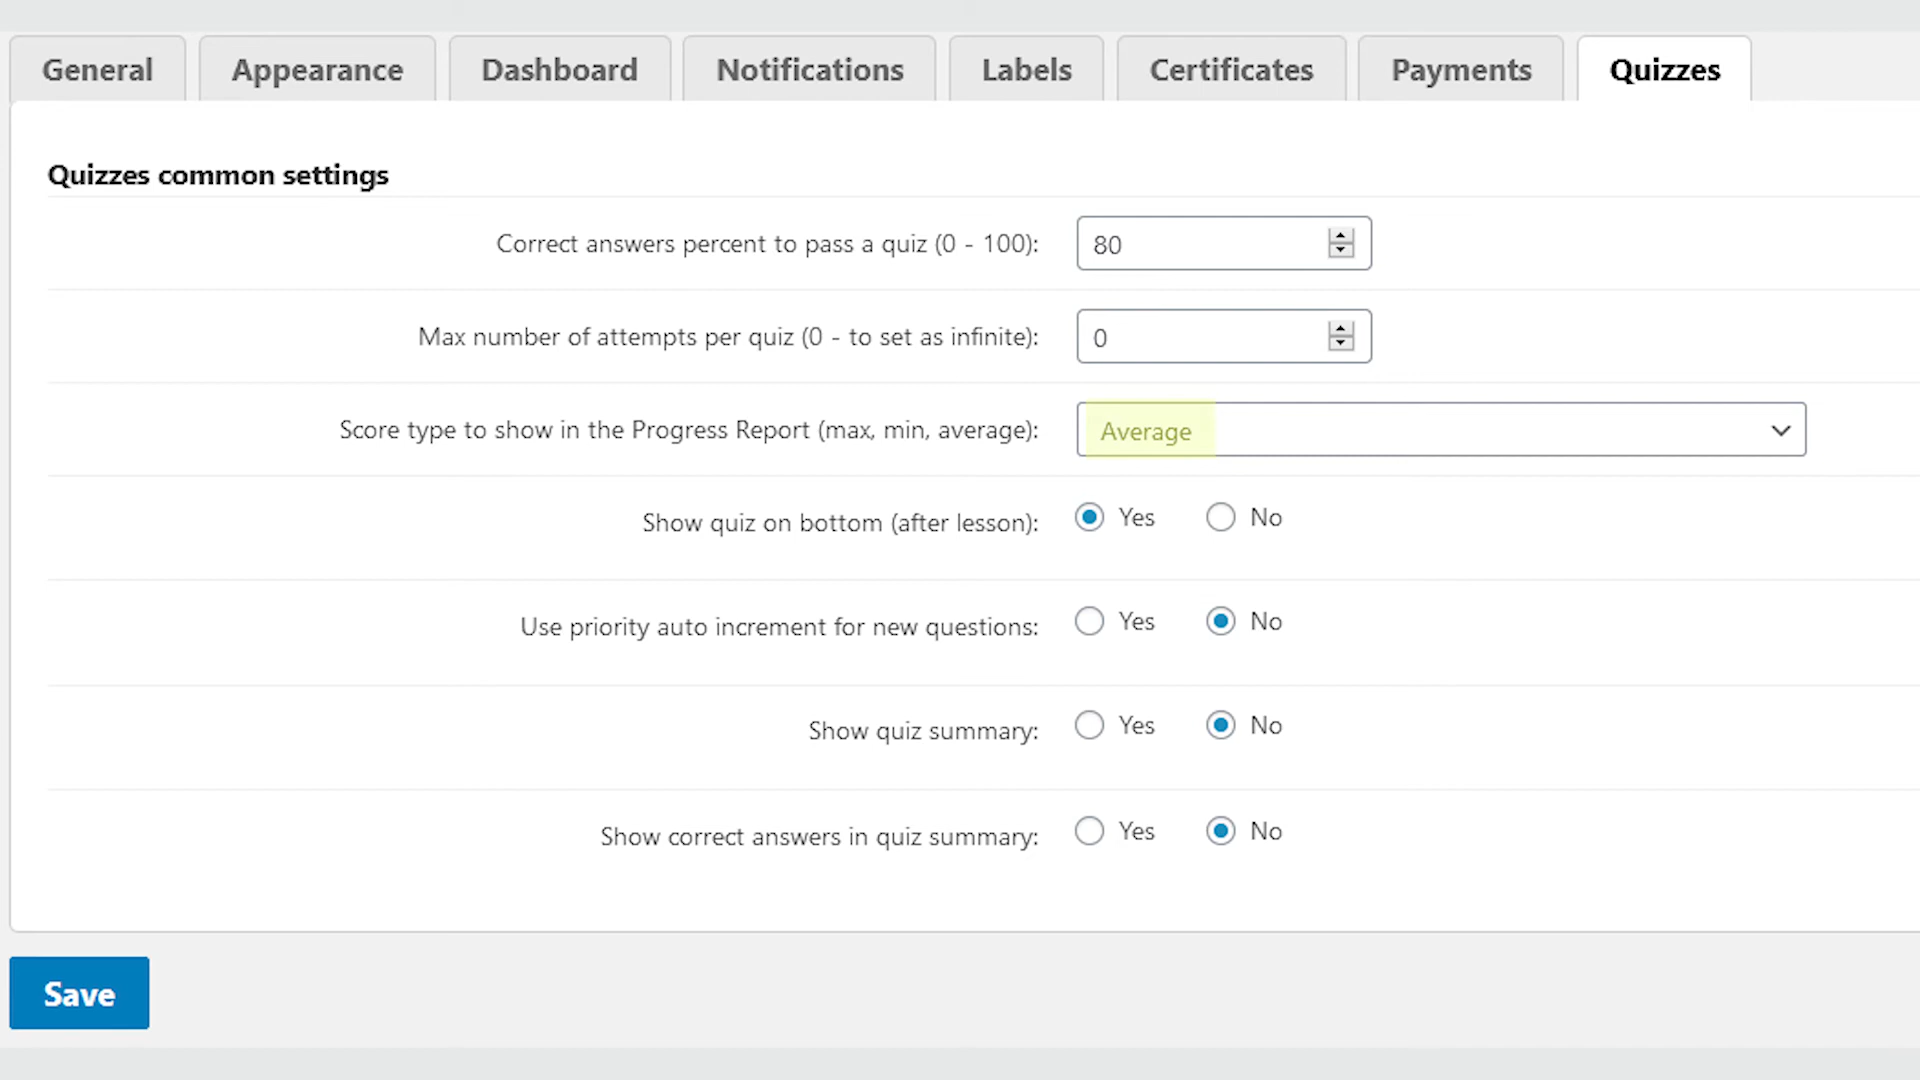 General Appearance Dashboard Notifications Labels Certificates Payments Quizzes
Quizzes common settings
Correct answers percent to pass a quiz (0 - 100): 80
Max number of attempts per quiz (0 - to set as infinite): 0
Score type to show in the Progress Report (max, min, average): Average
Show quiz on bottom (after lesson): Yes No
Use priority auto increment for new questions: Yes No
Show quiz summary: Yes No
Show correct answers in quiz summary: Yes No
Save